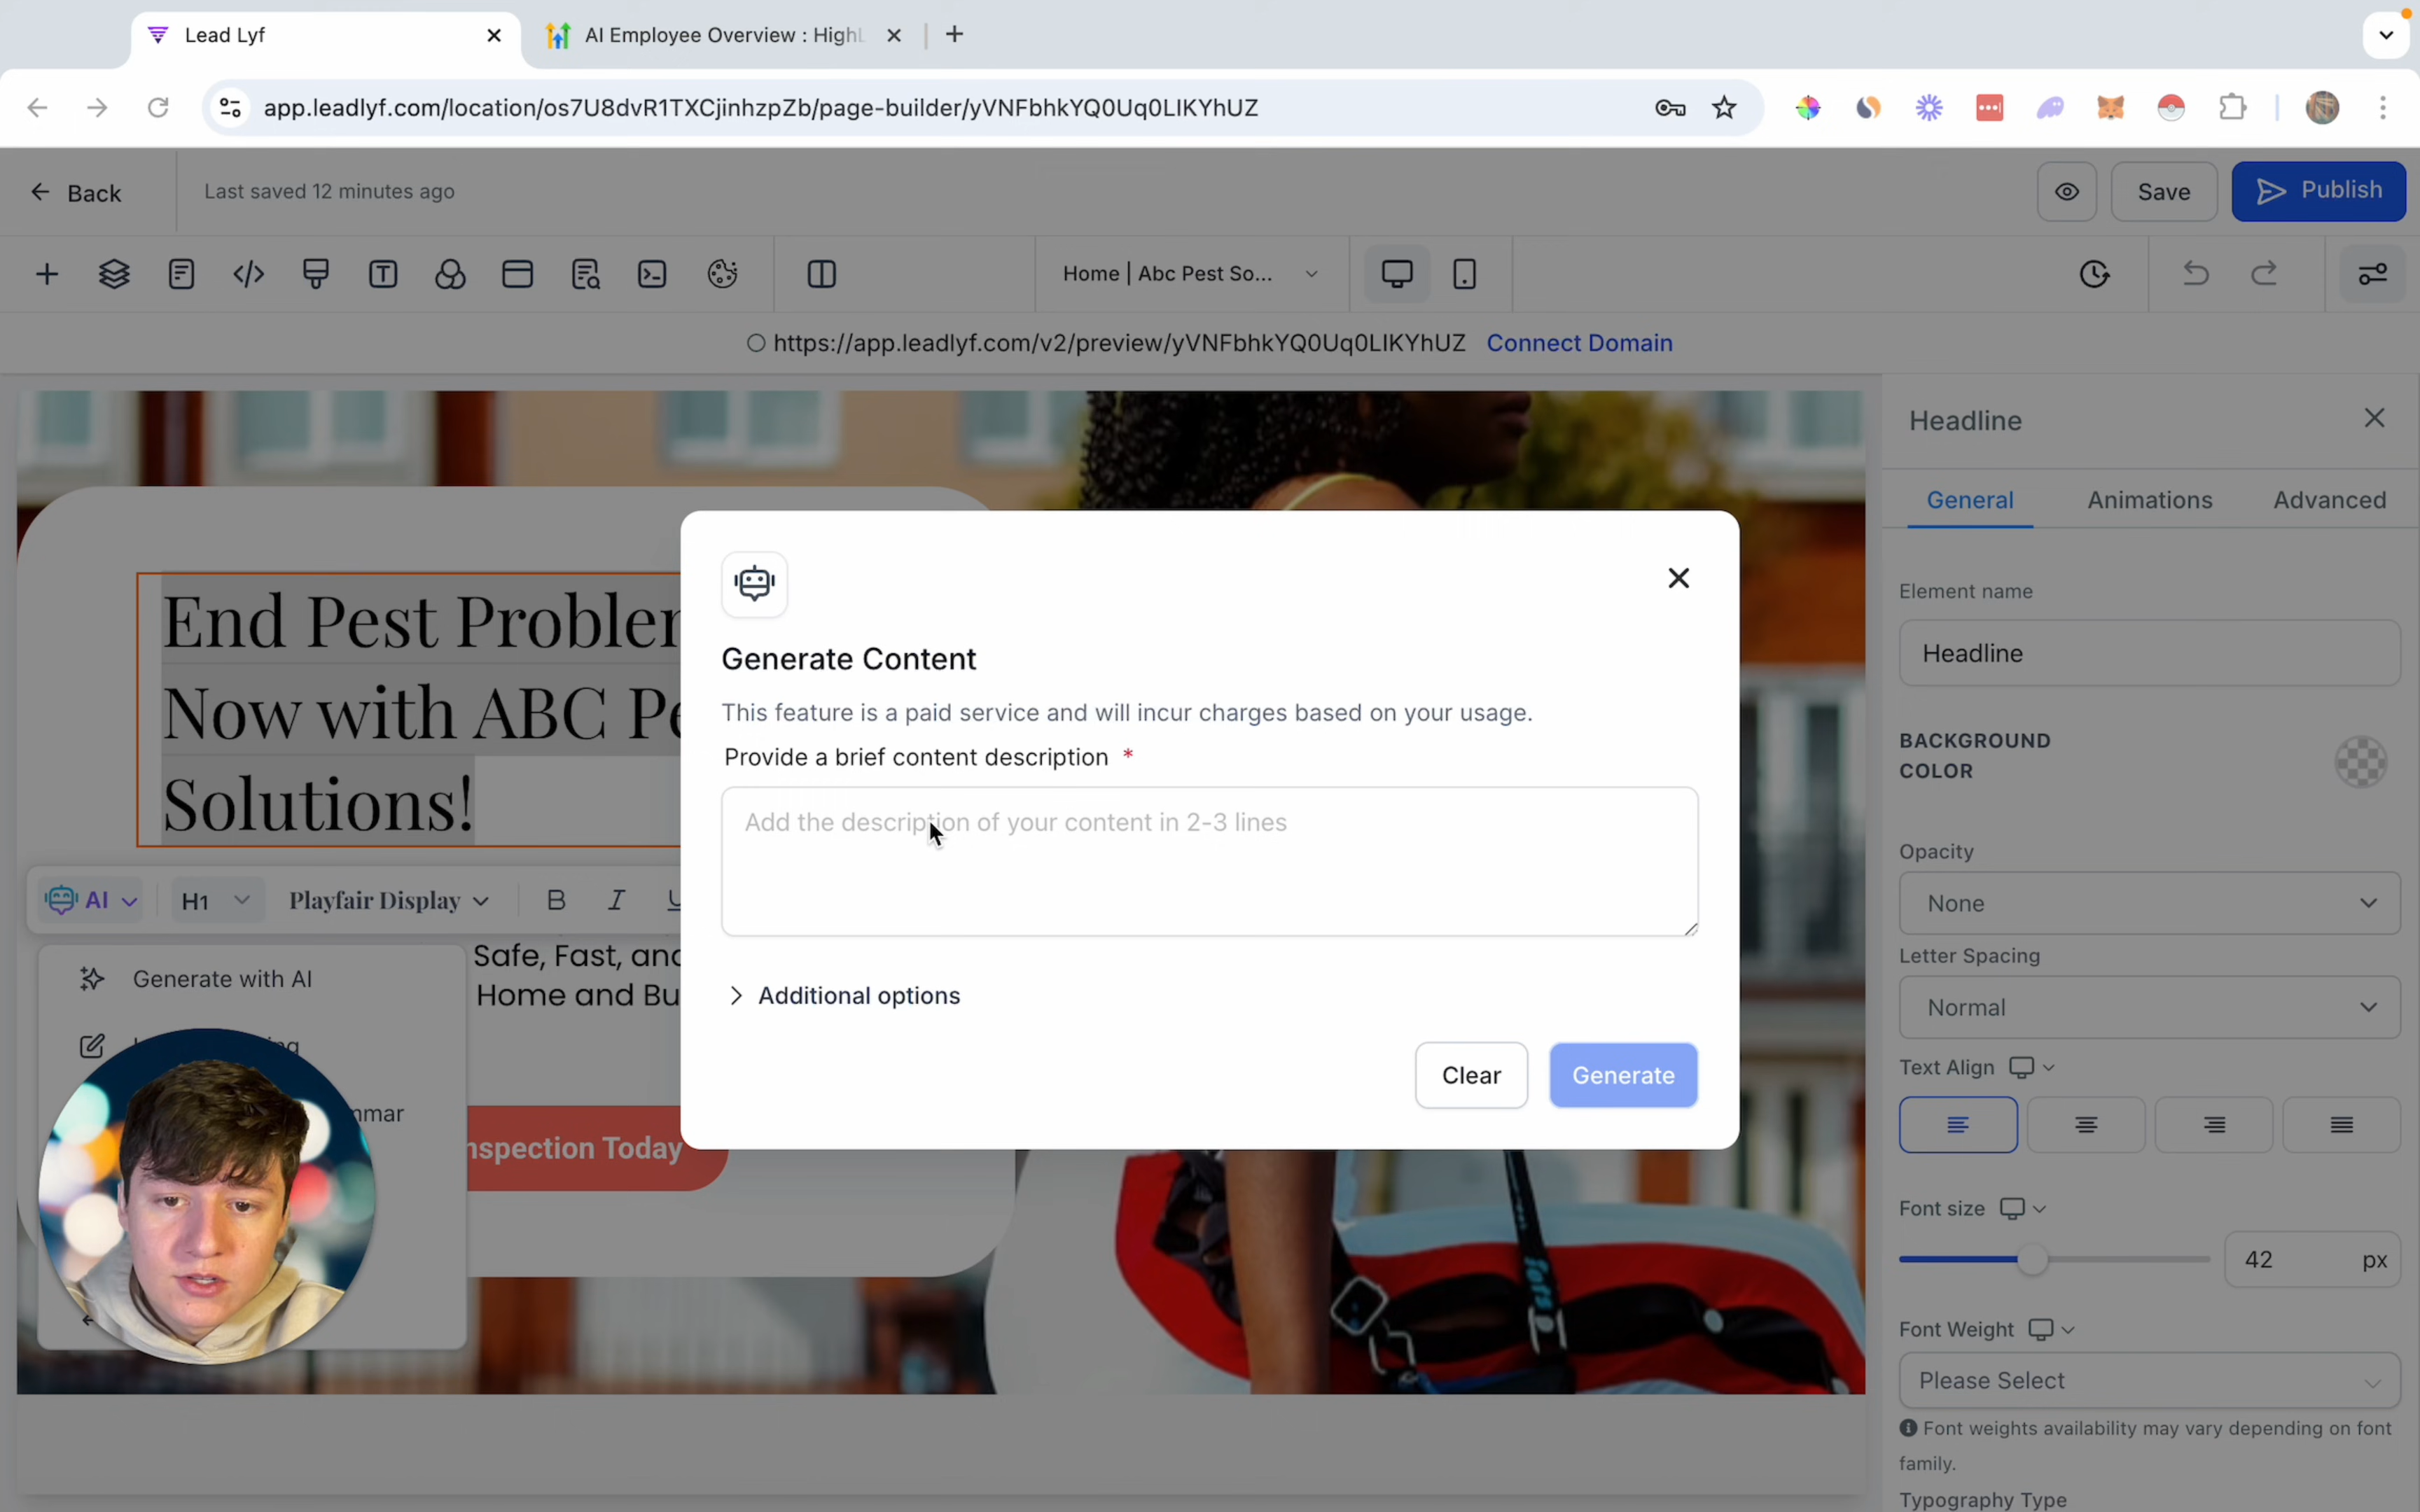 Lead Lyf
AI Employee Overview : HighL
app.leadlyf.com/location/os7U8dvR1TXCjinhzpZb/page-builder/yVNFbhkYQ0Uq0LIKYhUZ
Back
Last saved 12 minutes ago
Save
Publish
Home | Abc Pest So...
https://app.leadlyf.com/v2/preview/yVNFbhkYQ0Uq0LIKYhUZ Connect Domain
End Pest Problem
Now with ABC Pe
Solutions!
AI
H1
Playfair Display
B I U
Generate with AI
Safe, Fast, and
Home and Bu
nspection Today
Generate Content
This feature is a paid service and will incur charges based on your usage.
Provide a brief content description *
Add the description of your content in 2-3 lines
Additional options
Clear
Generate
Headline
General
Animations
Advanced
Element name
Headline
BACKGROUND
COLOR
Opacity
None
Letter Spacing
Normal
Text Align
Font size
42 px
Font Weight
Please Select
Font weights availability may vary depending on font
family.
Typography Type